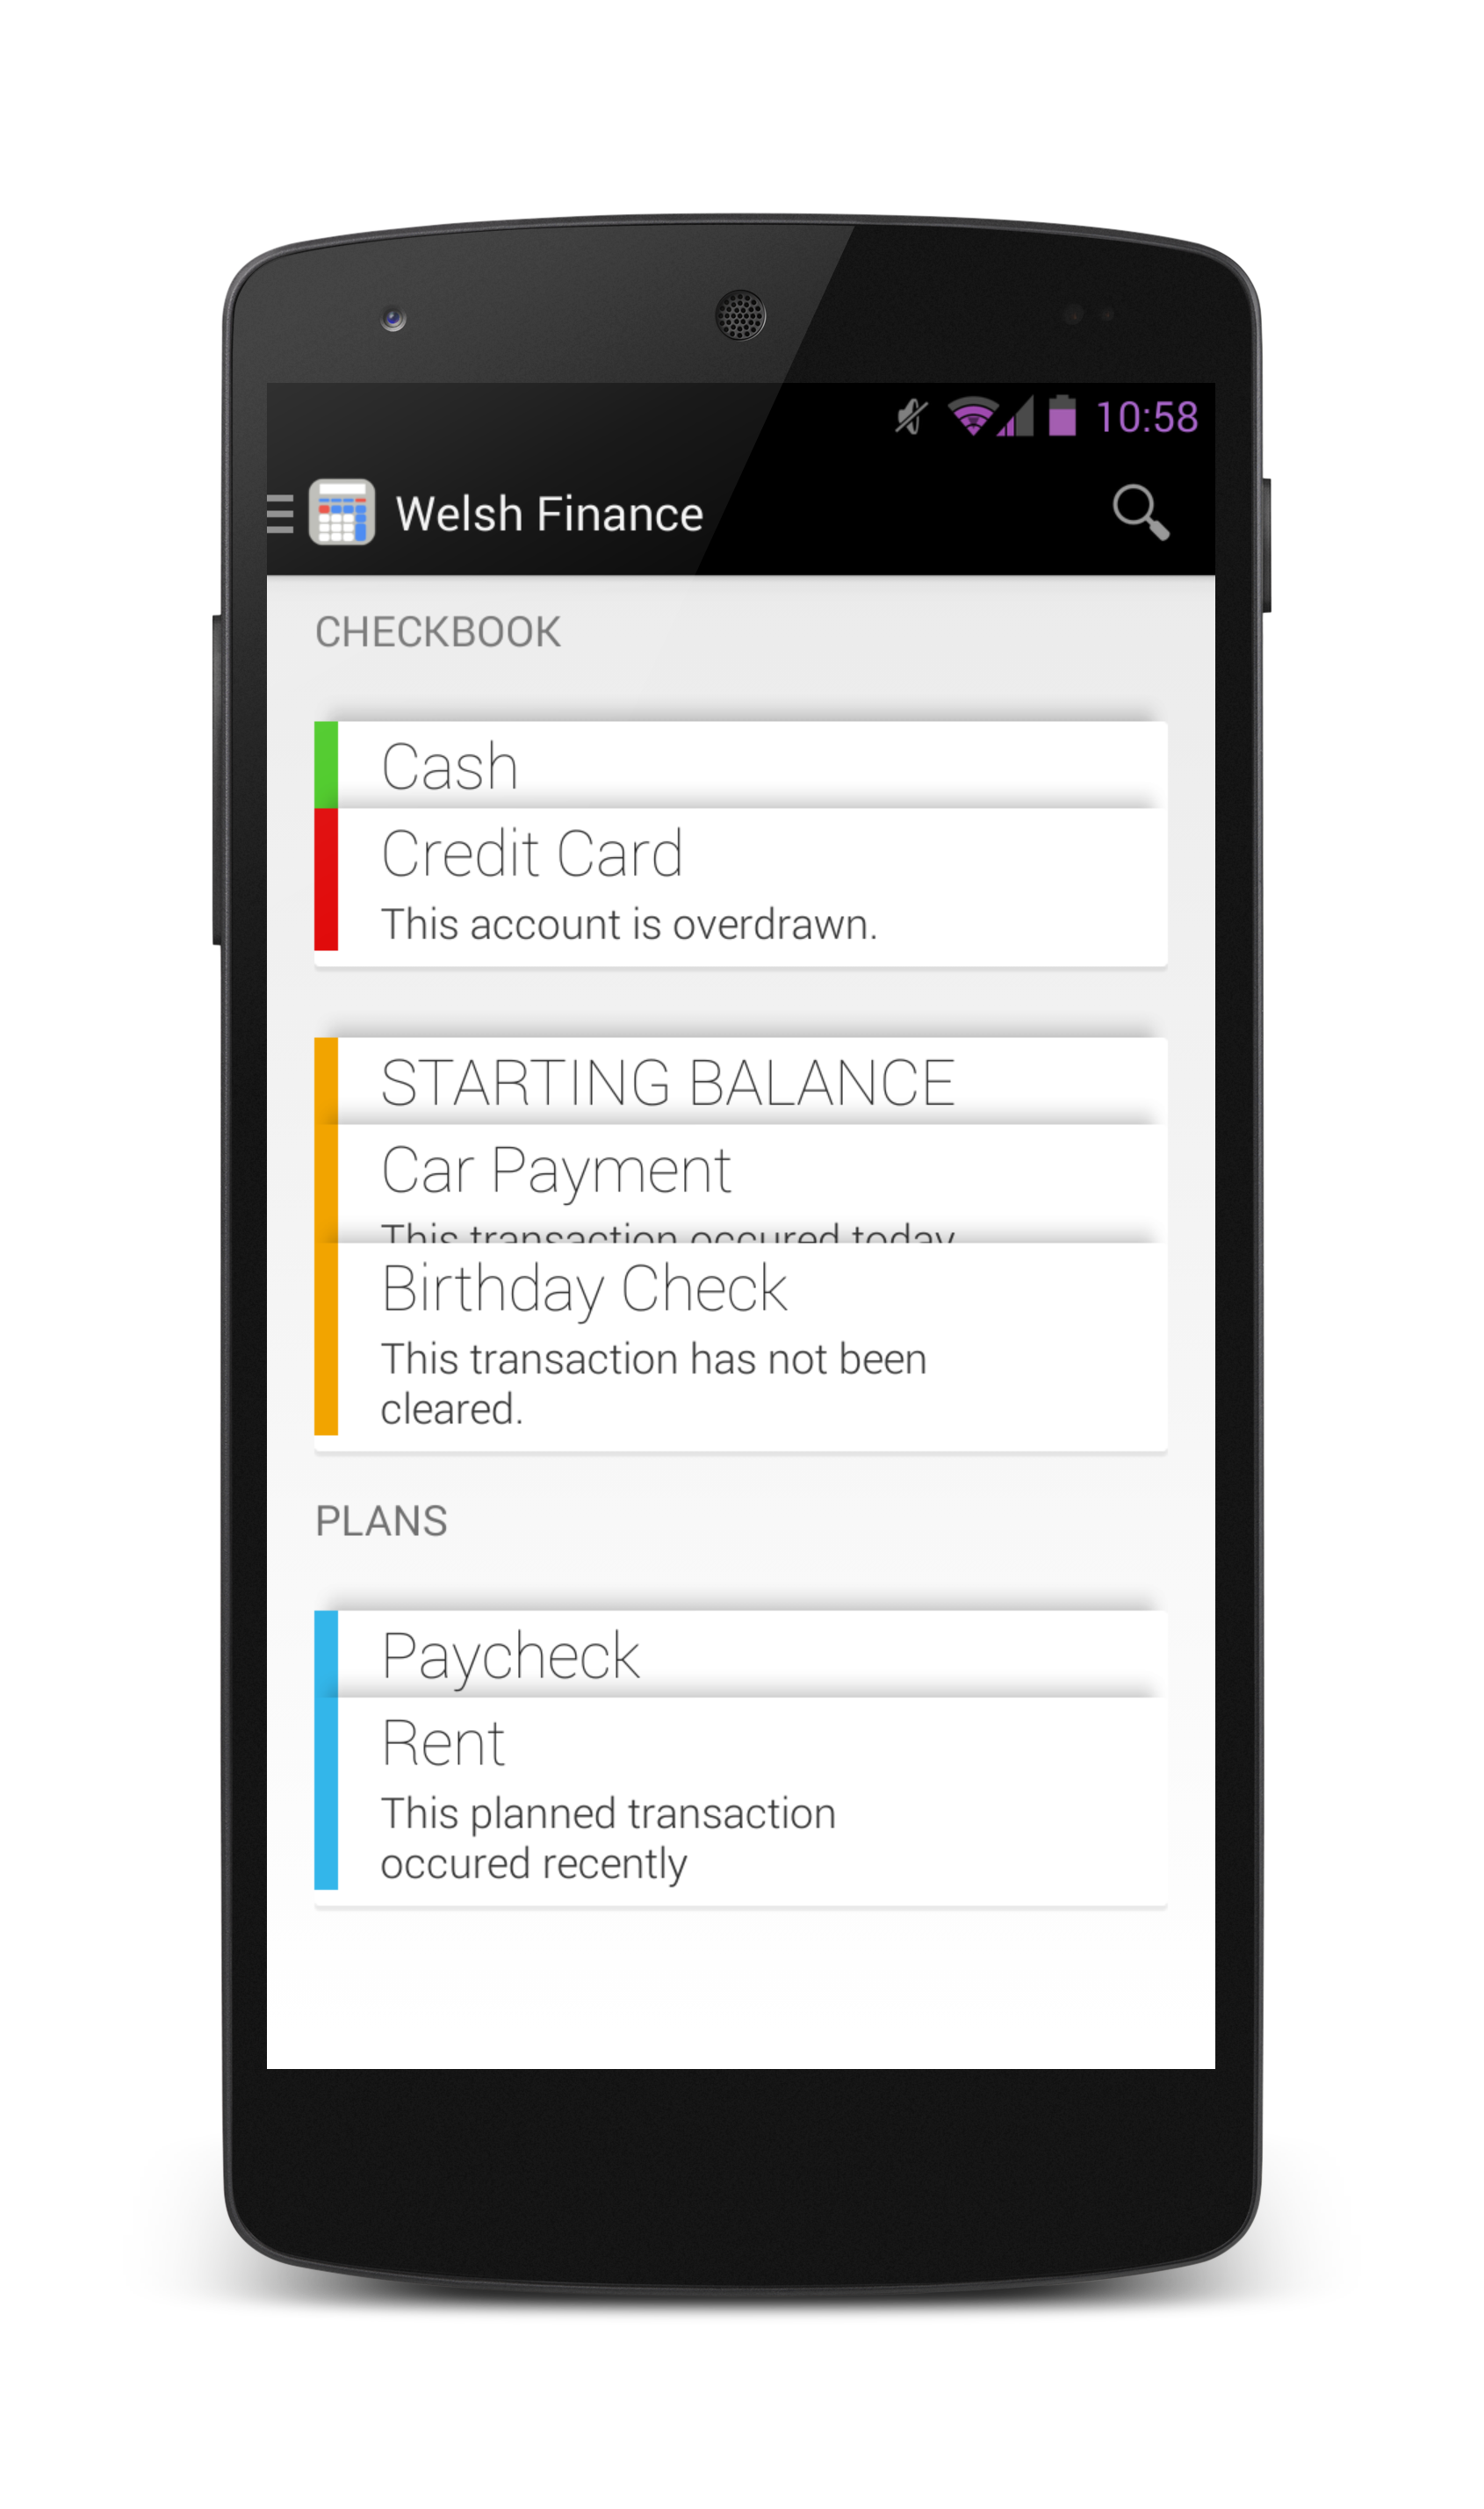 10:58
Welsh Finance
CHECKBOOK
Cash
Credit Card
This account is overdrawn.
STARTING BALANCE
Car Payment
This transaction occured today
Birthday Check
This transaction has not been
cleared.
PLANS
Paycheck
Rent
This planned transaction
occured recently